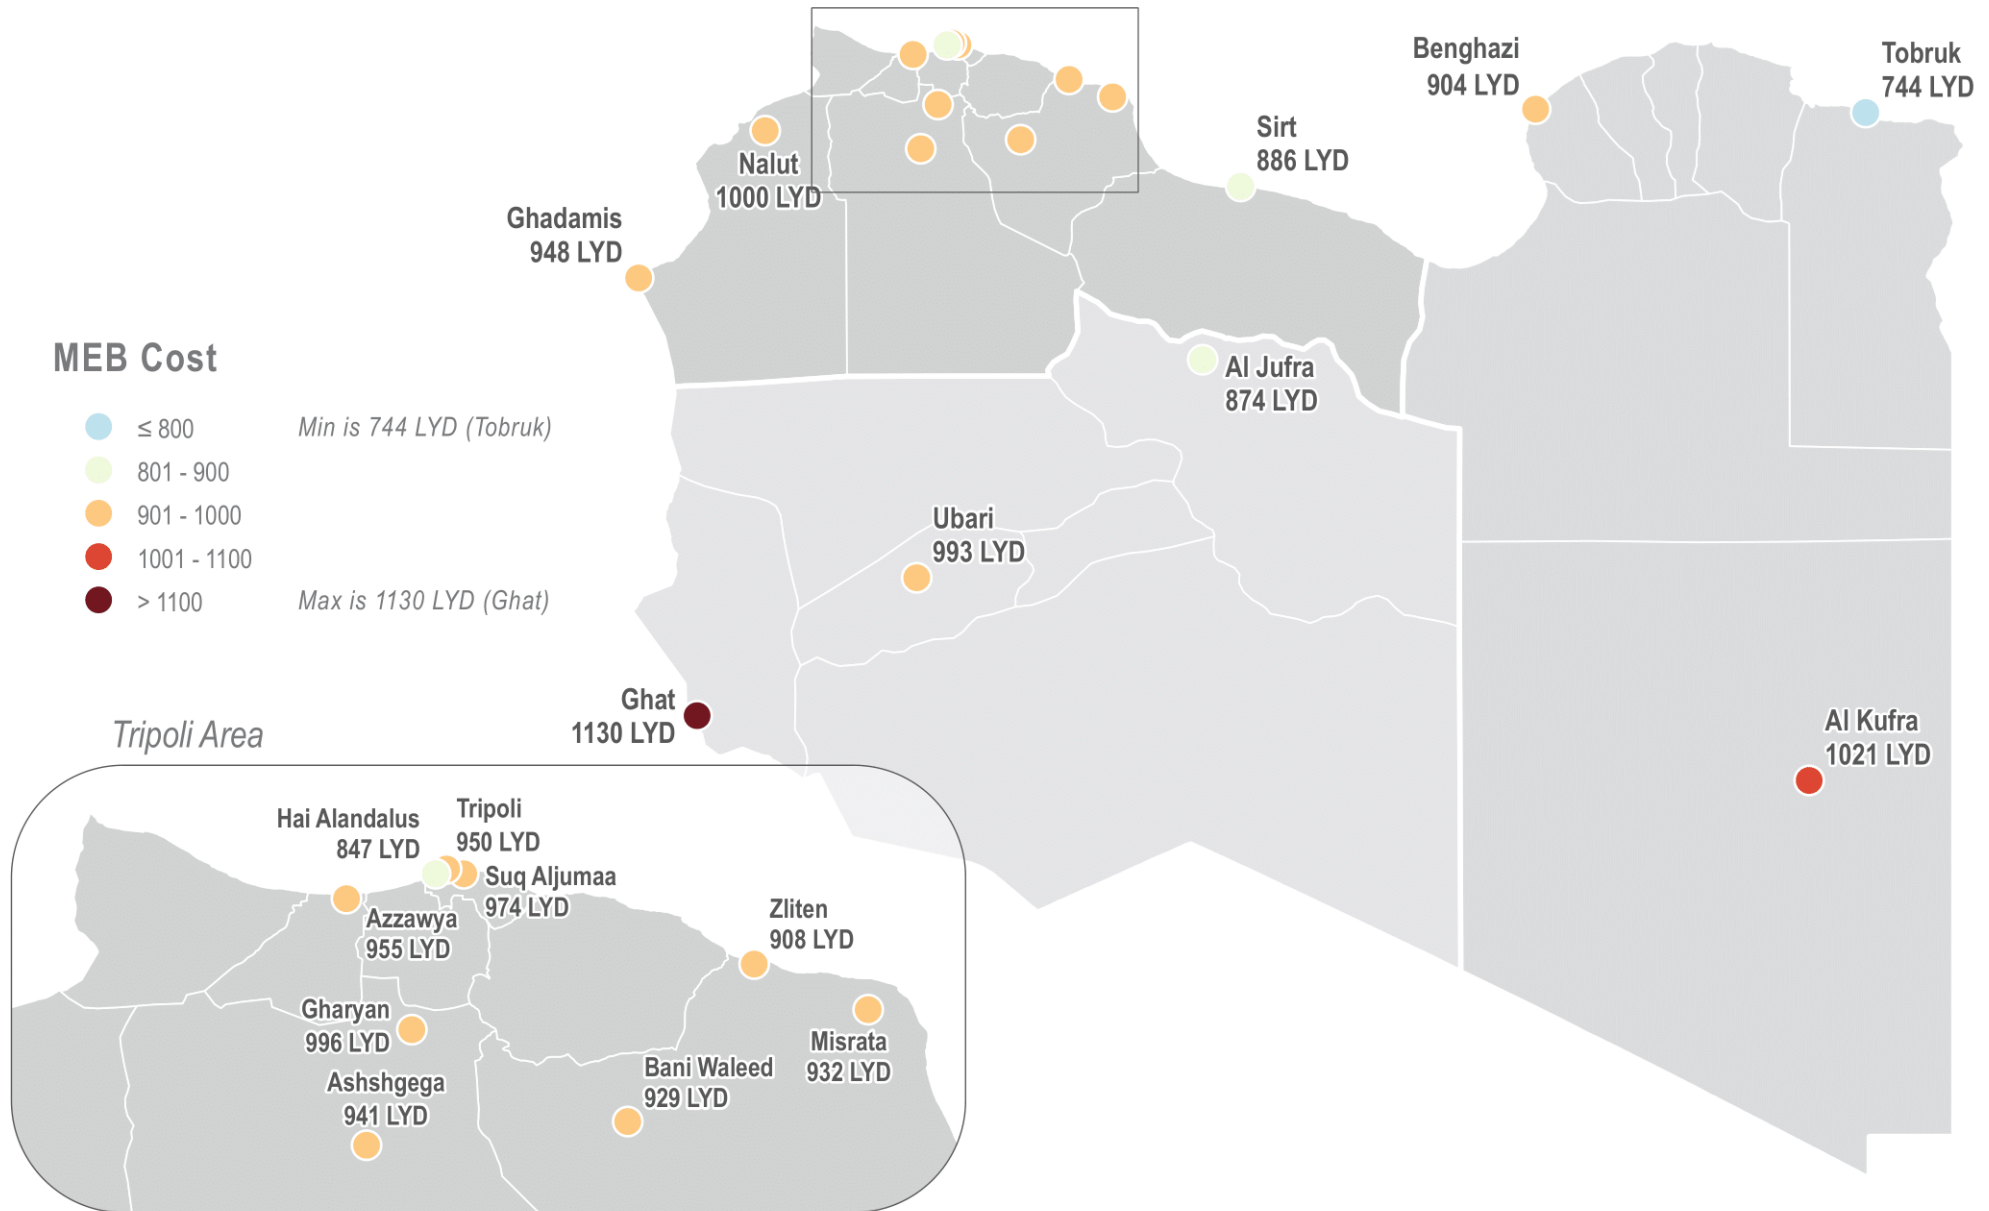 Benghazi
904 LYD
Tobruk
744 LYD
Sirt
886 LYD
Nalut
1000 LYD
Ghadamis
948 LYD
MEB Cost
≤ 800
Min is 744 LYD (Tobruk)
801 - 900
901 - 1000
1001 - 1100
> 1100
Max is 1130 LYD (Ghat)
Al Jufra
874 LYD
Ubari
993 LYD
Ghat
1130 LYD
Al Kufra
1021 LYD
Tripoli Area
Hai Alandalus
847 LYD
Tripoli
950 LYD
Suq Aljumaa
974 LYD
Azzawya
955 LYD
Zliten
908 LYD
Gharyan
996 LYD
Misrata
932 LYD
Bani Waleed
929 LYD
Ashshgega
941 LYD